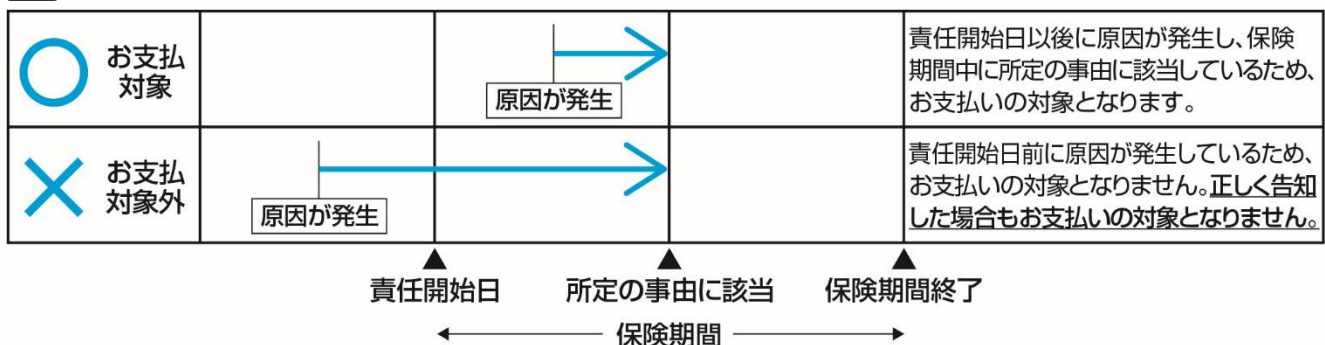 お支払
対象
原因が発生
責任開始日以後に原因が発生し、保険
期間中に所定の事由に該当しているため、
お支払いの対象となります。
お支払
対象外
原因が発生
責任開始日前に原因が発生しているため、
お支払いの対象となりません。正しく告知
した場合もお支払いの対象となりません。
責任開始日
所定の事由に該当
保険期間終了
保険期間